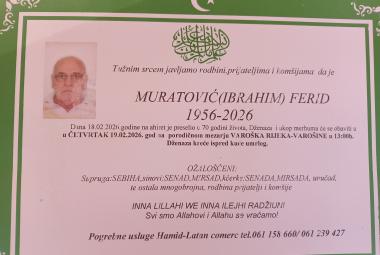 Tužnim srcem javljamo rodbini, prijateljima i komšijama da je
MURATOVIĆ(IBRAHIM) FERID
1956-2026
Dana 18.02.2026.godine na ahiret je preselio u 70 godini života, Dženaza i ukop merhuma će se obaviti u
u ČETVRTAK 19.02.2026. god na porodičnom mezarju VAROŠKA RIJEKA-VAROŠINE u 13:00h.
Dženaza kreće ispred kuće umrlog.
OŽALOŠĆENI:
Supruga:SEBIHA,sinovi:SENAD,MIRSAD,kćerke:SENADA,MIRSADA, unučad,
te ostala mnogobrojna, rodbina prijatelji i komšije
INNA LILLAHI WE INNA ILEJHI RADŽIUN!
Svi smo Allahovi i Allahu se vraćamo!
Pogrebne usluge Hamid-Latan comerc tel.061 158 660/ 061 239 427